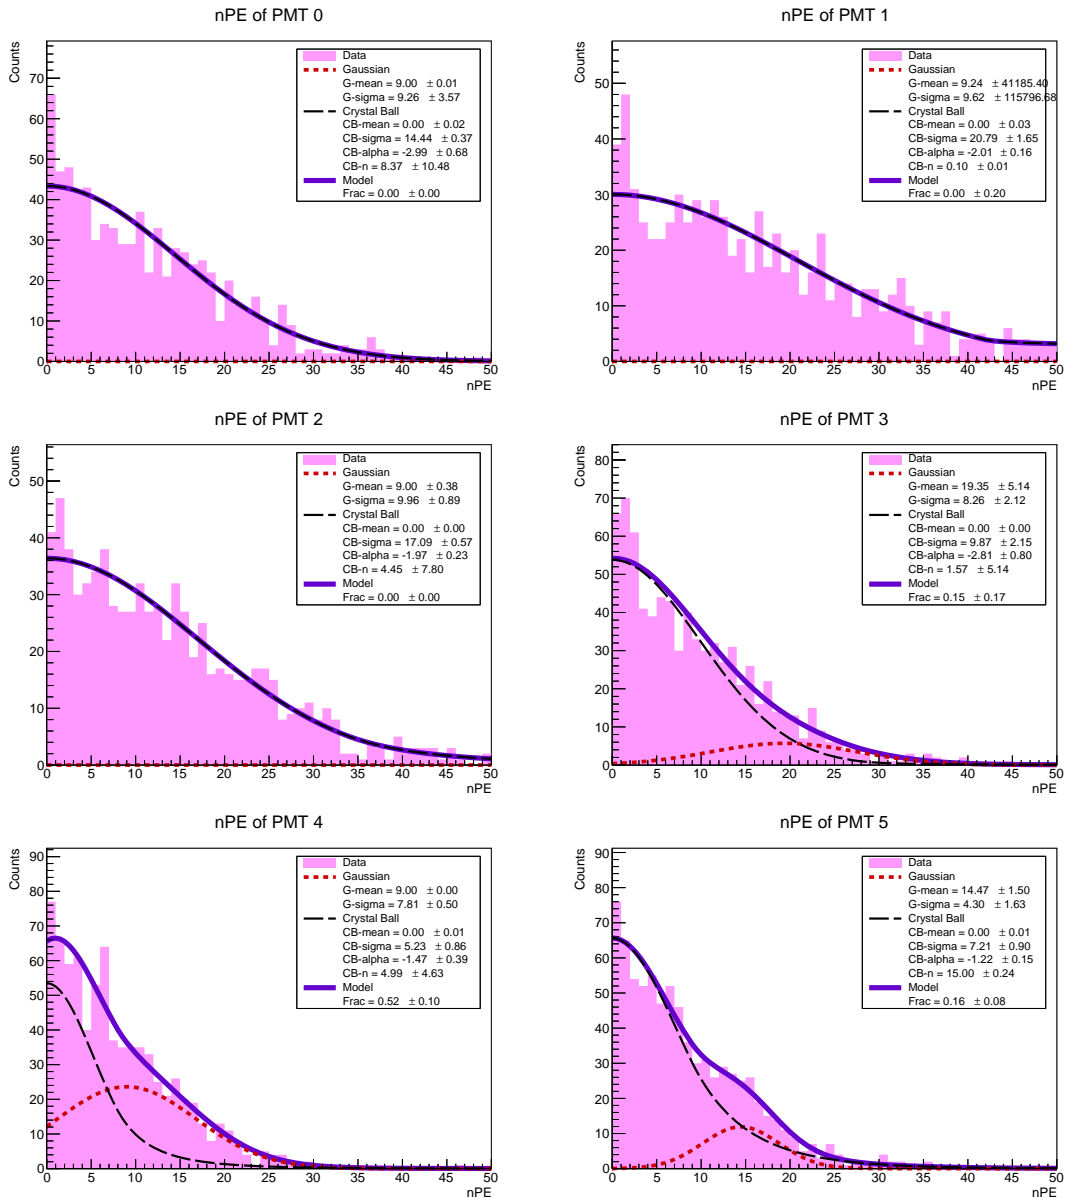 nPE of PMT 0
Counts
70
60
50
40
30
20
10
0
0 5 10 15 20 25 30 35 40 45 50
nPE
Data
Gaussian
G-mean = 9.00 ± 0.01
G-sigma = 9.26 ± 3.57
Crystal Ball
CB-mean = 0.00 ± 0.02
CB-sigma = 14.44 ± 0.37
CB-alpha = -2.99 ± 0.68
CB-n = 8.37 ± 10.48
Model
Frac = 0.00 ± 0.00
nPE of PMT 1
Counts
50
40
30
20
10
0
0 5 10 15 20 25 30 35 40 45 50
nPE
Data
Gaussian
G-mean = 9.24 ± 41185.40
G-sigma = 9.62 ± 115796.68
Crystal Ball
CB-mean = 0.00 ± 0.03
CB-sigma = 20.79 ± 1.65
CB-alpha = -2.01 ± 0.16
CB-n = 0.10 ± 0.01
Model
Frac = 0.00 ± 0.20
nPE of PMT 2
Counts
50
40
30
20
10
0
0 5 10 15 20 25 30 35 40 45 50
nPE
Data
Gaussian
G-mean = 9.00 ± 0.38
G-sigma = 9.96 ± 0.89
Crystal Ball
CB-mean = 0.00 ± 0.00
CB-sigma = 17.09 ± 0.57
CB-alpha = -1.97 ± 0.23
CB-n = 4.45 ± 7.80
Model
Frac = 0.00 ± 0.00
nPE of PMT 3
Counts
80
70
60
50
40
30
20
10
0
0 5 10 15 20 25 30 35 40 45 50
nPE
Data
Gaussian
G-mean = 19.35 ± 5.14
G-sigma = 8.26 ± 2.12
Crystal Ball
CB-mean = 0.00 ± 0.00
CB-sigma = 9.87 ± 2.15
CB-alpha = -2.81 ± 0.80
CB-n = 1.57 ± 5.14
Model
Frac = 0.15 ± 0.17
nPE of PMT 4
Counts
90
80
70
60
50
40
30
20
10
0
0 5 10 15 20 25 30 35 40 45 50
nPE
Data
Gaussian
G-mean = 9.00 ± 0.00
G-sigma = 7.81 ± 0.50
Crystal Ball
CB-mean = 0.00 ± 0.01
CB-sigma = 5.23 ± 0.86
CB-alpha = -1.47 ± 0.39
CB-n = 4.99 ± 4.63
Model
Frac = 0.52 ± 0.10
nPE of PMT 5
Counts
90
80
70
60
50
40
30
20
10
0
0 5 10 15 20 25 30 35 40 45 50
nPE
Data
Gaussian
G-mean = 14.47 ± 1.50
G-sigma = 4.30 ± 1.63
Crystal Ball
CB-mean = 0.00 ± 0.01
CB-sigma = 7.21 ± 0.90
CB-alpha = -1.22 ± 0.15
CB-n = 15.00 ± 0.24
Model
Frac = 0.16 ± 0.08